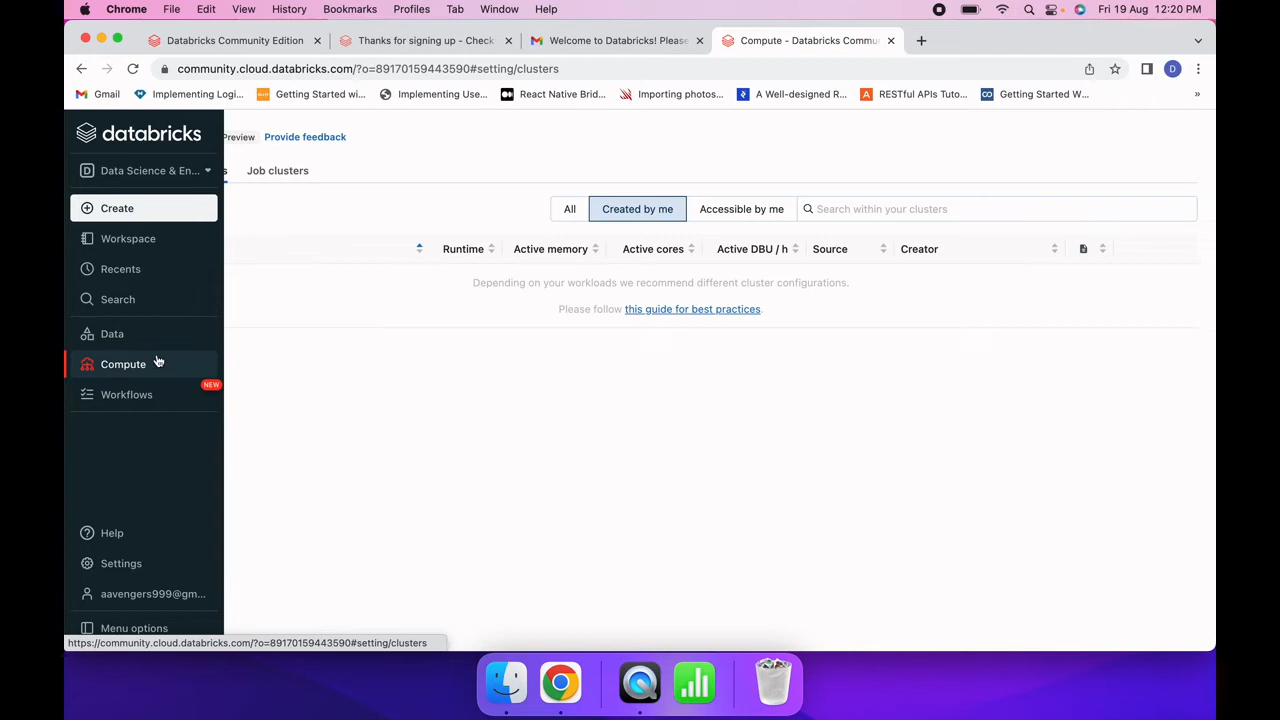 Chrome File Edit View History Bookmarks Profiles Tab Window Help Fri 19 Aug 12:20 PM
Databricks Community Edition Thanks for signing up - Check Welcome to Databricks! Please Compute - Databricks Commu
community.cloud.databricks.com/?o=89170159443590#setting/clusters D
Gmail Implementing Logi... Getting Started wi... Implementing Use... React Native Brid... Importing photos... A Well-designed R... RESTful APIs Tuto... Getting Started W... »
databricks
Preview Provide feedback
D Data Science & En...
s Job clusters
Create
All Created by me Accessible by me Search within your clusters
Workspace
Runtime Active memory Active cores Active DBU / h Source Creator
Recents
Depending on your workloads we recommend different cluster configurations.
Search
Please follow this guide for best practices.
Data
Compute
Workflows NEW
Help
Settings
aavengers999@gm...
Menu options
https://community.cloud.databricks.com/?o=89170159443590#setting/clusters